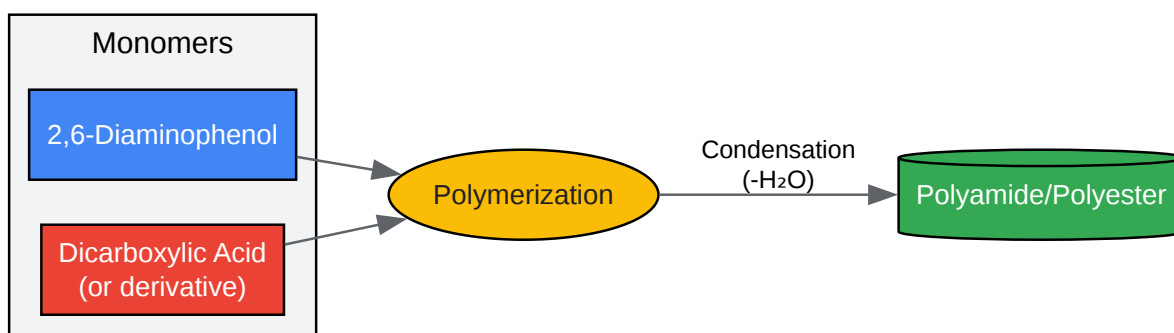 Monomers
2,6-Diaminophenol
Dicarboxylic Acid
(or derivative)
Polymerization
Condensation
(-H₂O)
Polyamide/Polyester